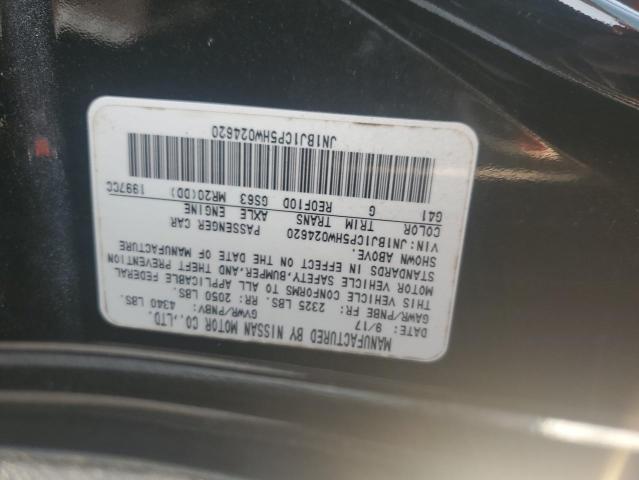 MANUFACTURED BY NISSAN MOTOR CO.,LTD.
DATE: 9/17 GVWR/PNBV: 4340 LBS.
GAWR/PNBE FR: 2325 LBS. RR: 2050 LBS.
THIS VEHICLE CONFORMS TO ALL APPLICABLE FEDERAL
MOTOR VEHICLE SAFETY,BUMPER,AND THEFT PREVENTION
STANDARDS IN EFFECT ON THE DATE OF MANUFACTURE
SHOWN ABOVE.
VIN: JN1BJ1CP5HW024620 PASSENGER CAR
COLOR TRIM TRANS AXLE ENGINE
G41 G RE0F10D GS63 MR20(DD) 1997CC
JN1BJ1CP5HW024620